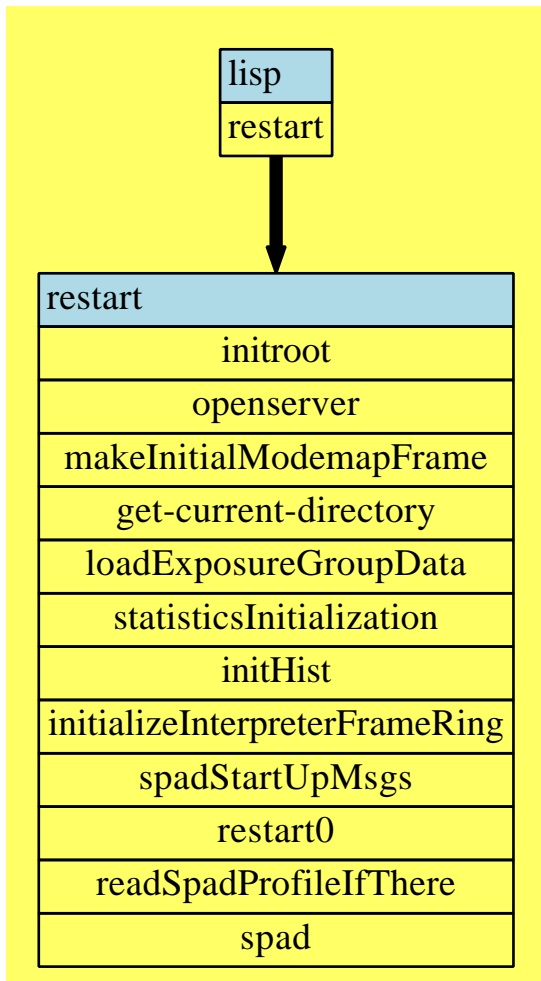 lisp
restart
restart
initroot
openserver
makeInitialModemapFrame
get-current-directory
loadExposureGroupData
statisticsInitialization
initHist
initializeInterpreterFrameRing
spadStartUpMsgs
restart0
readSpadProfileIfThere
spad